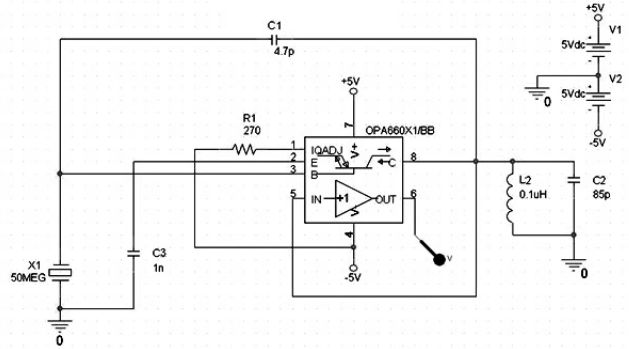 C1
4.7p
+5V
V1
5Vdc
V2
5Vdc
0
-5V
+5V
7
OPA660X1/BB
R1
270
1
IQADJ
V+
2
E
3
B
C
8
5
IN
+1
OUT
6
V-
4
V
-5V
L2
0.1uH
C2
85p
0
C3
1n
X1
50MEG
0